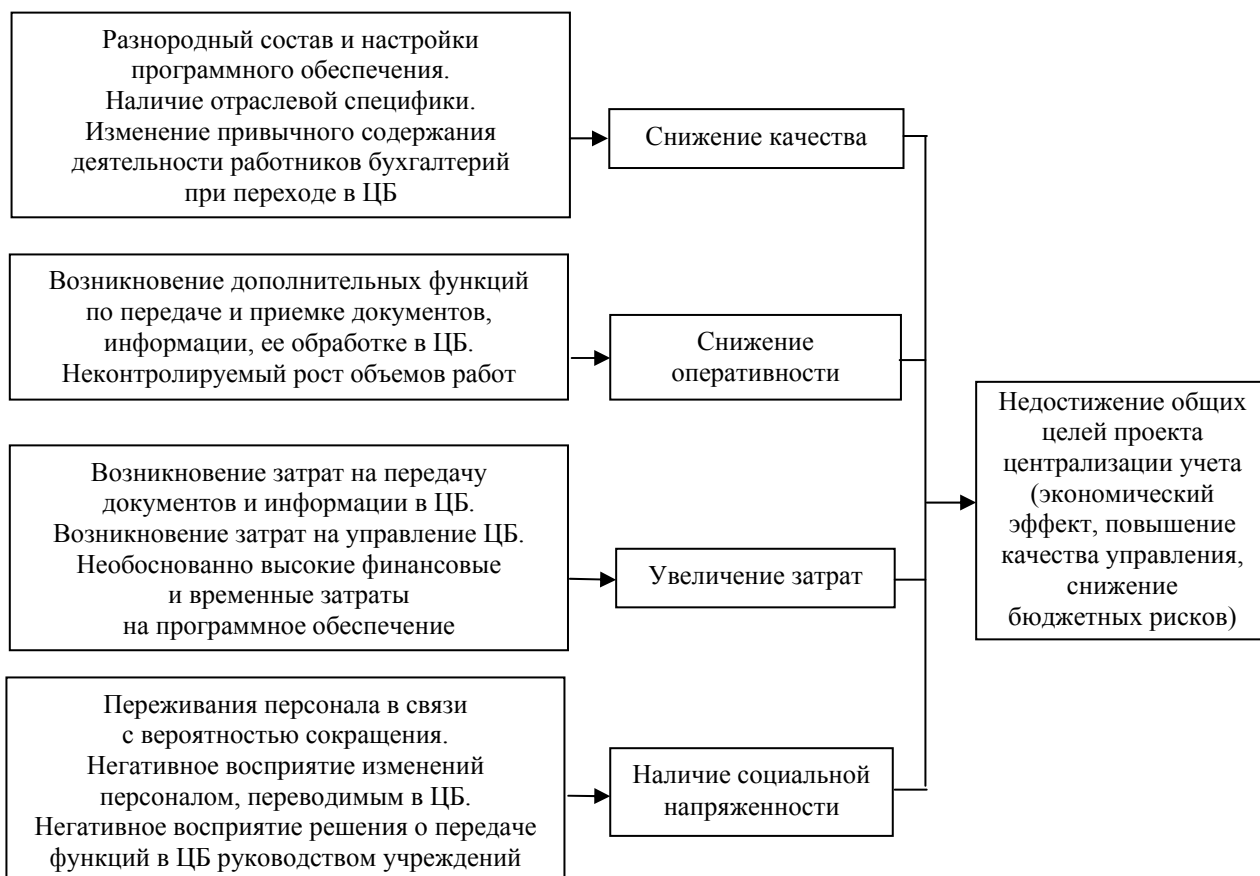 Разнородный состав и настройки
программного обеспечения.
Наличие отраслевой специфики.
Изменение привычного содержания
деятельности работников бухгалтерий
при переходе в ЦБ
Снижение качества
Возникновение дополнительных функций
по передаче и приемке документов,
информации, ее обработке в ЦБ.
Неконтролируемый рост объемов работ
Снижение
оперативности
Возникновение затрат на передачу
документов и информации в ЦБ.
Возникновение затрат на управление ЦБ.
Необоснованно высокие финансовые
и временные затраты
на программное обеспечение
Увеличение затрат
Переживания персонала в связи
с вероятностью сокращения.
Негативное восприятие изменений
персоналом, переводимым в ЦБ.
Негативное восприятие решения о передаче
функций в ЦБ руководством учреждений
Наличие социальной
напряженности
Недостижение общих
целей проекта
централизации учета
(экономический
эффект, повышение
качества управления,
снижение
бюджетных рисков)